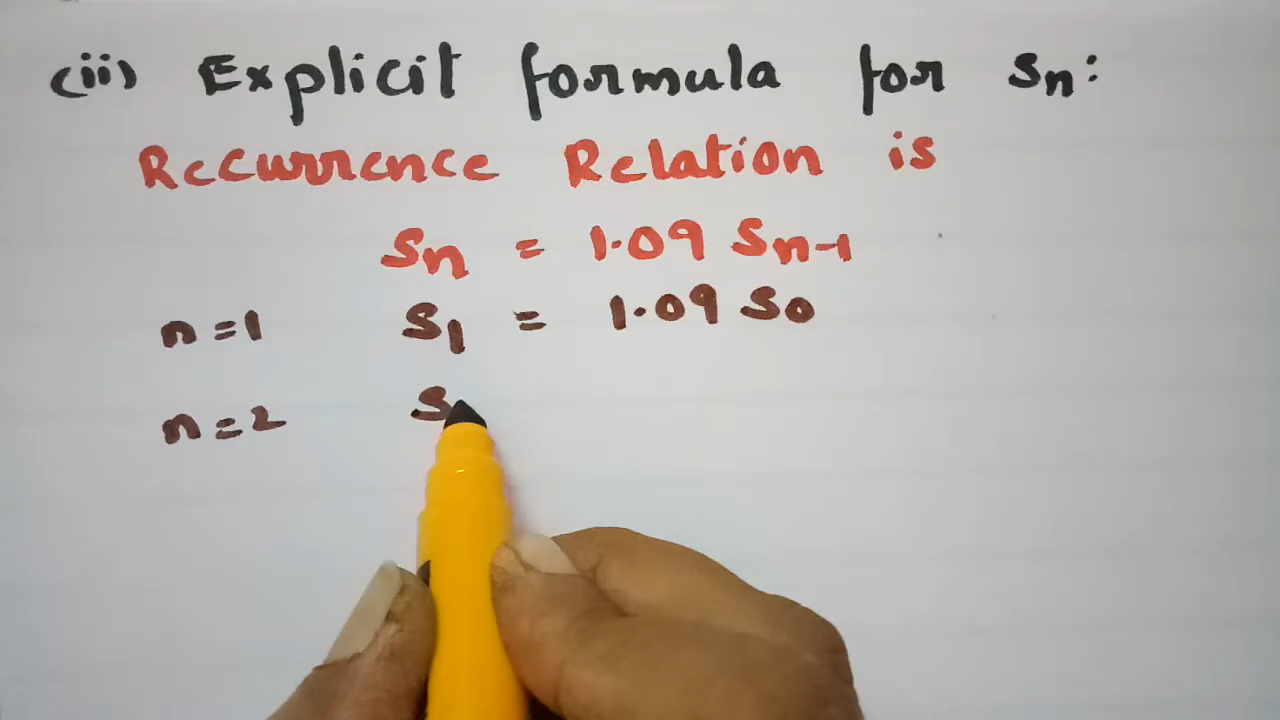 (ii) Explicit formula for Sn:
Recurrence Relation is
Sn = 1.09 Sn-1
n=1 S1 = 1.09 S0
n=2 S